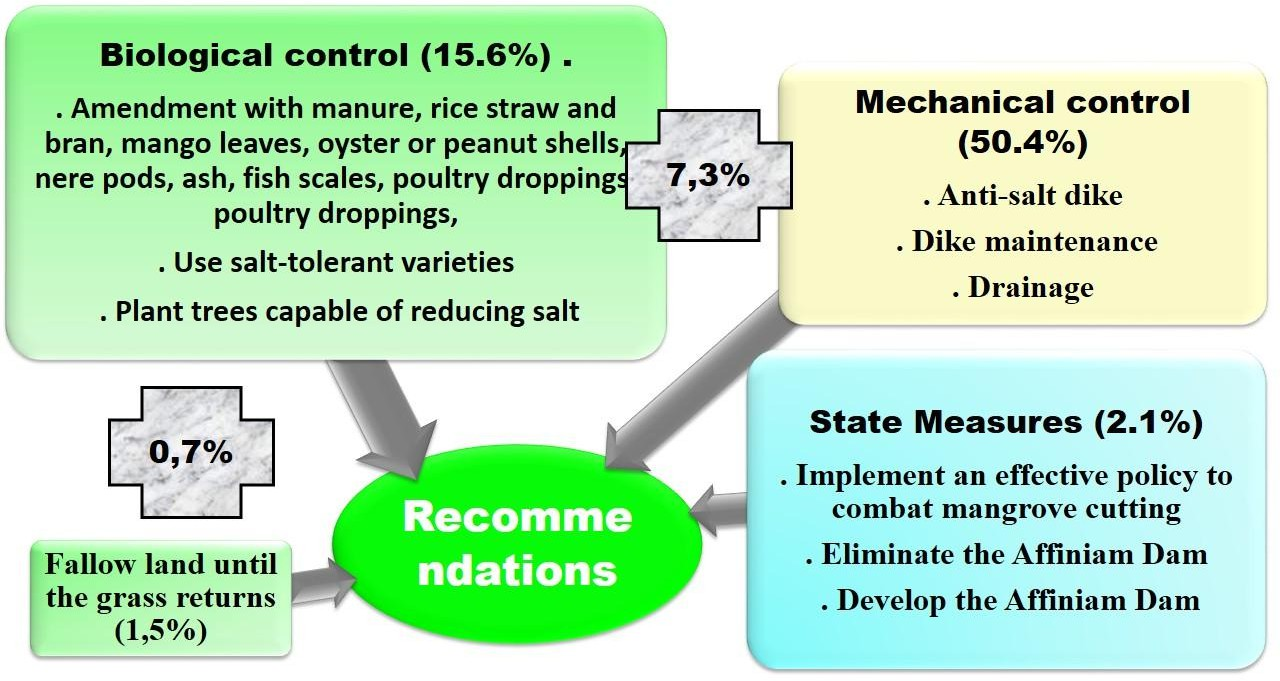 Biological control (15.6%) .
. Amendment with manure, rice straw and
bran, mango leaves, oyster or peanut shells,
nere pods, ash, fish scales, poultry droppings
poultry droppings,
. Use salt-tolerant varieties
. Plant trees capable of reducing salt
7,3%
Mechanical control
(50.4%)
. Anti-salt dike
. Dike maintenance
. Drainage
State Measures (2.1%)
. Implement an effective policy to
combat mangrove cutting
. Eliminate the Affiniam Dam
. Develop the Affiniam Dam
0,7%
Fallow land until
the grass returns
(1,5%)
Recomme
ndations